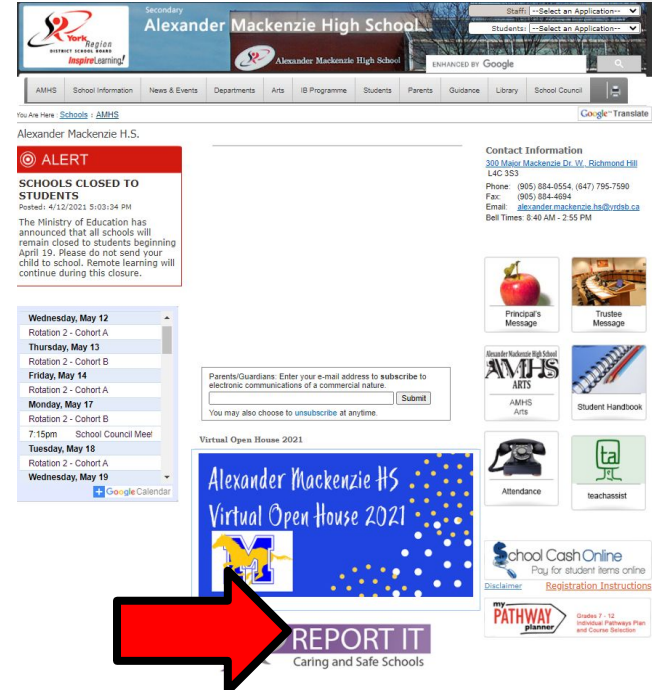 Secondary
Alexander Mackenzie High School
York Region
DISTRICT SCHOOL BOARD
InspireLearning!
Alexander Mackenzie High School
Staff: --Select an Application--
Students: --Select an Application--
ENHANCED BY Google
AMHS School Information News & Events Departments Arts IB Programme Students Parents Guidance Library School Council
You Are Here : Schools : AMHS
Google™ Translate
Alexander Mackenzie H.S.
ALERT
SCHOOLS CLOSED TO
STUDENTS
Posted: 4/12/2021 5:03:34 PM
The Ministry of Education has
announced that all schools will
remain closed to students beginning
April 19. Please do not send your
child to school. Remote learning will
continue during this closure.
Wednesday, May 12
Rotation 2 - Cohort A
Thursday, May 13
Rotation 2 - Cohort B
Friday, May 14
Rotation 2 - Cohort A
Monday, May 17
Rotation 2 - Cohort B
7:15pm School Council Meet
Tuesday, May 18
Rotation 2 - Cohort A
Wednesday, May 19
+ Google Calendar
Parents/Guardians: Enter your e-mail address to subscribe to
electronic communications of a commercial nature.
Submit
You may also choose to unsubscribe at anytime.
Virtual Open House 2021
Alexander Mackenzie HS
Virtual Open House 2021
M
REPORT IT
Caring and Safe Schools
Contact Information
300 Major Mackenzie Dr. W., Richmond Hill
L4C 3S3
Phone: (905) 884-0554, (647) 795-7590
Fax: (905) 884-4694
Email: alexander.mackenzie.hs@yrdsb.ca
Bell Times: 8:40 AM - 2:55 PM
Principal's
Message
Trustee
Message
Alexander Mackenzie High School
AMHS
ARTS
AMHS
Arts
Student Handbook
Attendance
ta
teachassist
School Cash Online
Pay for student items online
Disclaimer Registration Instructions
my
PATHWAY
planner
Grades 7 - 12
Individual Pathways Plan
and Course Selection